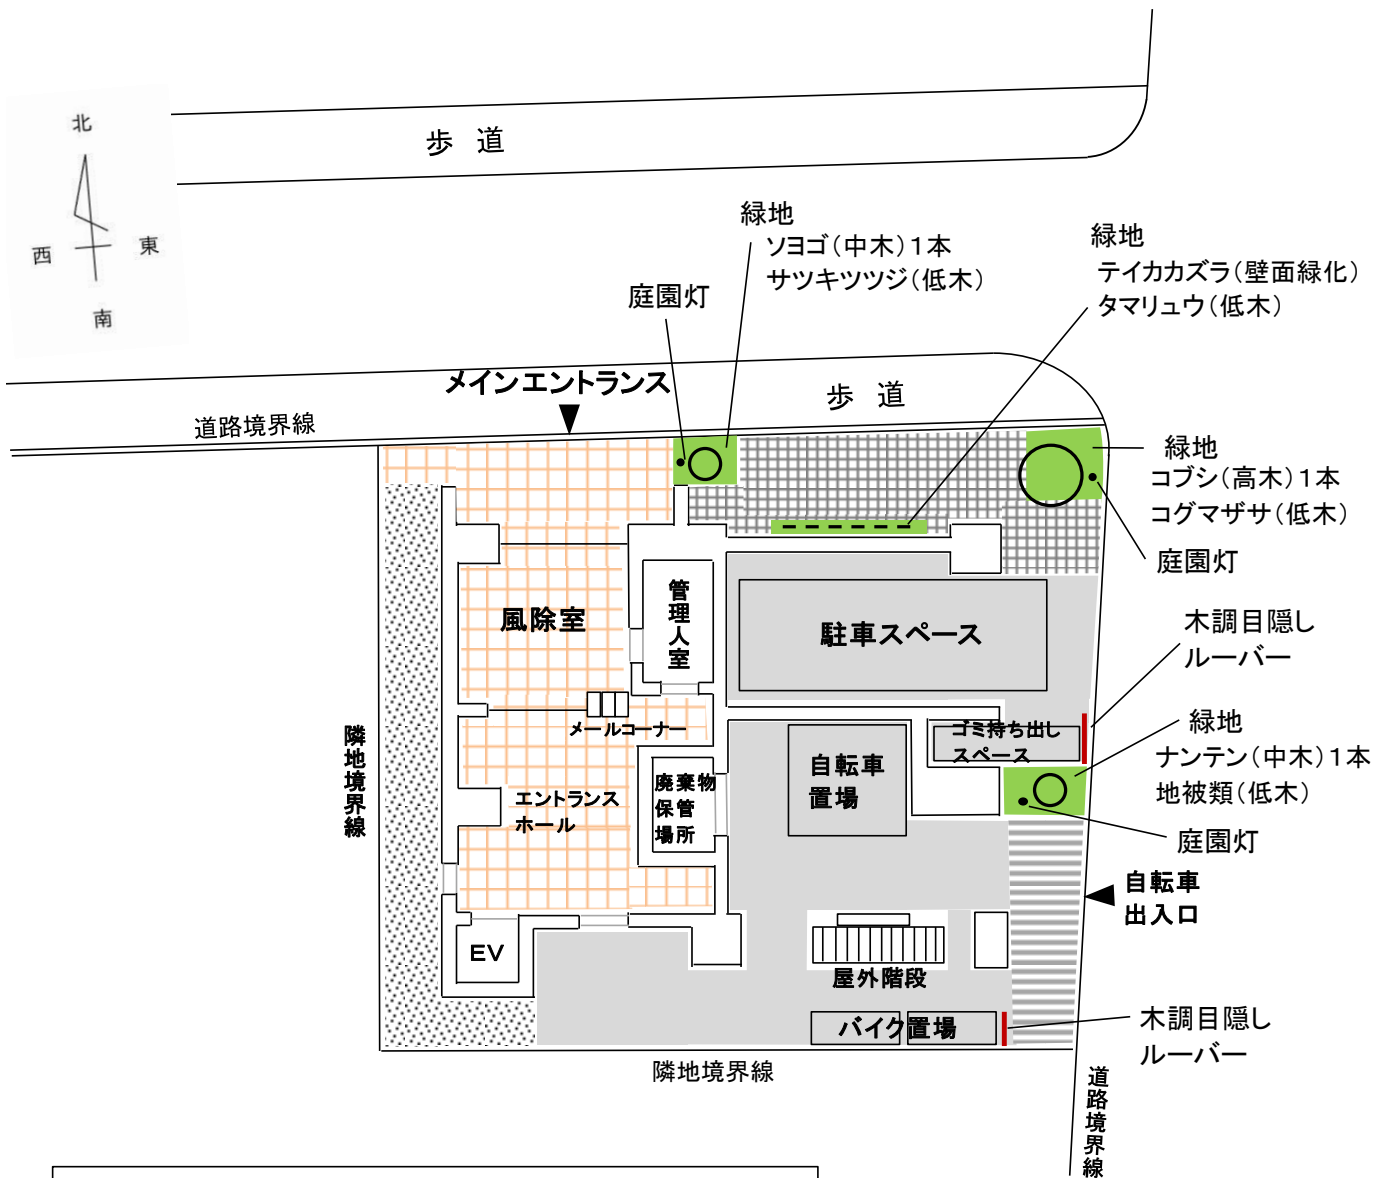 北
西
東
南
歩 道
緑地
ソヨゴ（中木）1本
サツキツツジ（低木）
庭園灯
緑地
テイカカズラ（壁面緑化）
タマリュウ（低木）
メインエントランス
歩 道
道路境界線
緑地
コブシ（高木）1本
コグマザサ（低木）
庭園灯
風除室
管理人室
駐車スペース
木調目隠し
ルーバー
隣地境界線
メールコーナー
自転車
置場
ゴミ持ち出し
スペース
緑地
ナンテン（中木）1本
地被類（低木）
庭園灯
エントランス
ホール
廃棄物
保管
場所
自転車
出入口
EV
屋外階段
バイク置場
木調目隠し
ルーバー
隣地境界線
道路境界線